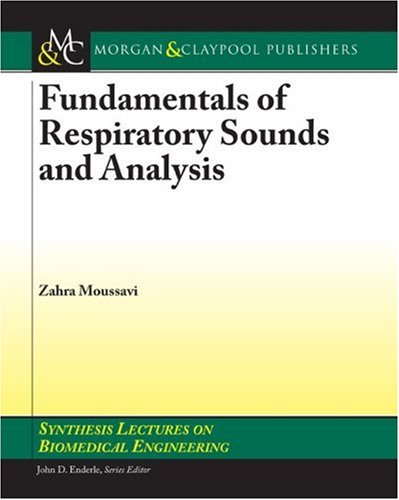 M
&C
MORGAN & CLAYPOOL PUBLISHERS
Fundamentals of
Respiratory Sounds
and Analysis
Zahra Moussavi
SYNTHESIS LECTURES ON
BIOMEDICAL ENGINEERING
John D. Enderle, Series Editor